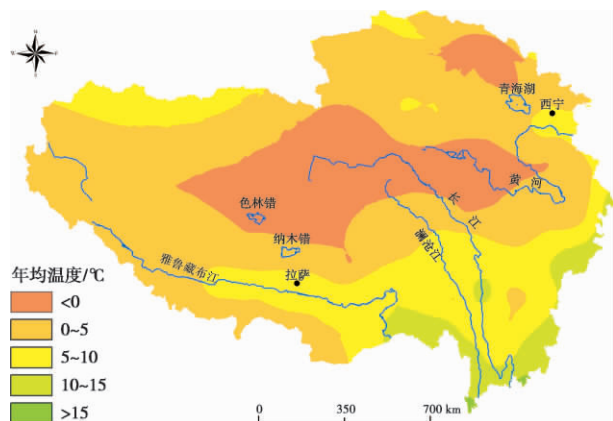 N
W
E
S
青海湖
西宁
黄河
长江
澜沧江
色林错
纳木错
拉萨
雅鲁藏布江
年均温度/℃
<0
0~5
5~10
10~15
>15
0 350 700 km